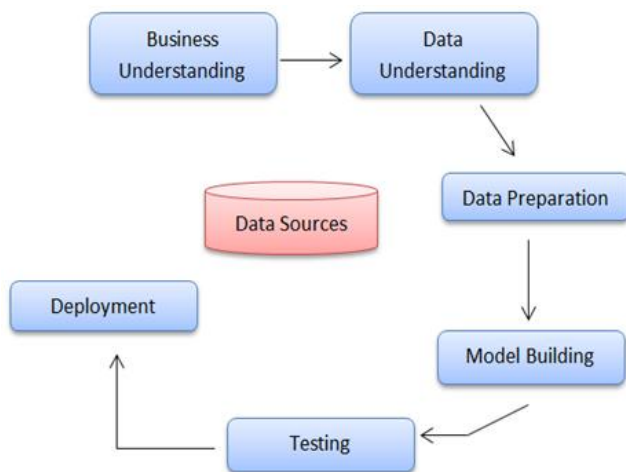 Business
Understanding
Data
Understanding
Data Preparation
Data Sources
Deployment
Model Building
Testing